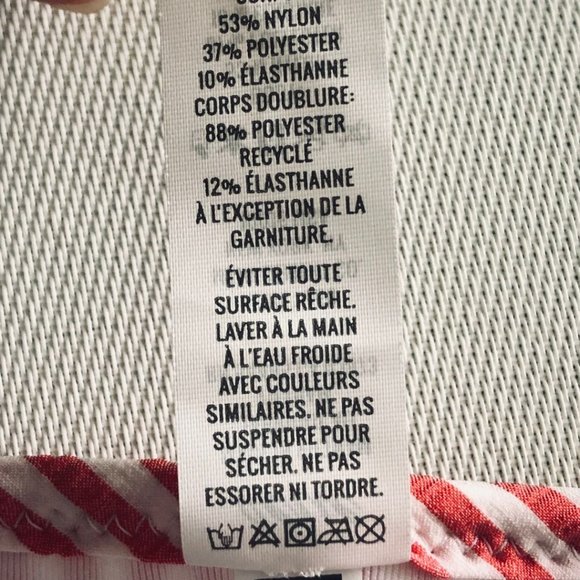 53% NYLON
37% POLYESTER
10% ÉLASTHANNE
CORPS DOUBLURE:
88% POLYESTER
RECYCLÉ
12% ÉLASTHANNE
À L'EXCEPTION DE LA
GARNITURE.
ÉVITER TOUTE
SURFACE RÊCHE.
LAVER À LA MAIN
À L'EAU FROIDE
AVEC COULEURS
SIMILAIRES. NE PAS
SUSPENDRE POUR
SÉCHER. NE PAS
ESSORER NI TORDRE.